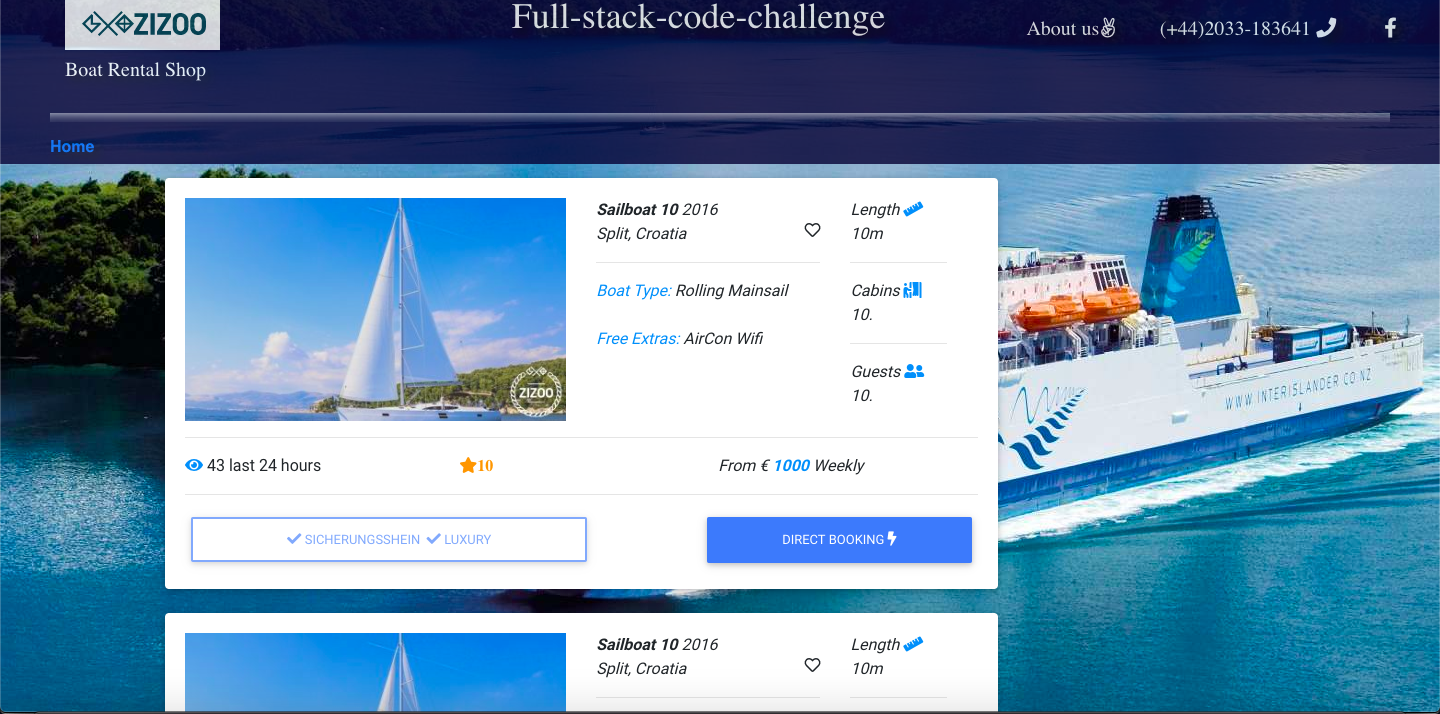 ZIZOO
Full-stack-code-challenge
About us
(+44)2033-183641
Boat Rental Shop
Home
Sailboat 10 2016
Split, Croatia
Boat Type: Rolling Mainsail
Free Extras: AirCon Wifi
Length
10m
Cabins
10.
Guests
10.
ZIZOO
43 last 24 hours
10
From € 1000 Weekly
SICHERUNGSSHEIN LUXURY
DIRECT BOOKING
WWW.INTERISLANDER.CO.NZ
Sailboat 10 2016
Split, Croatia
Length
10m